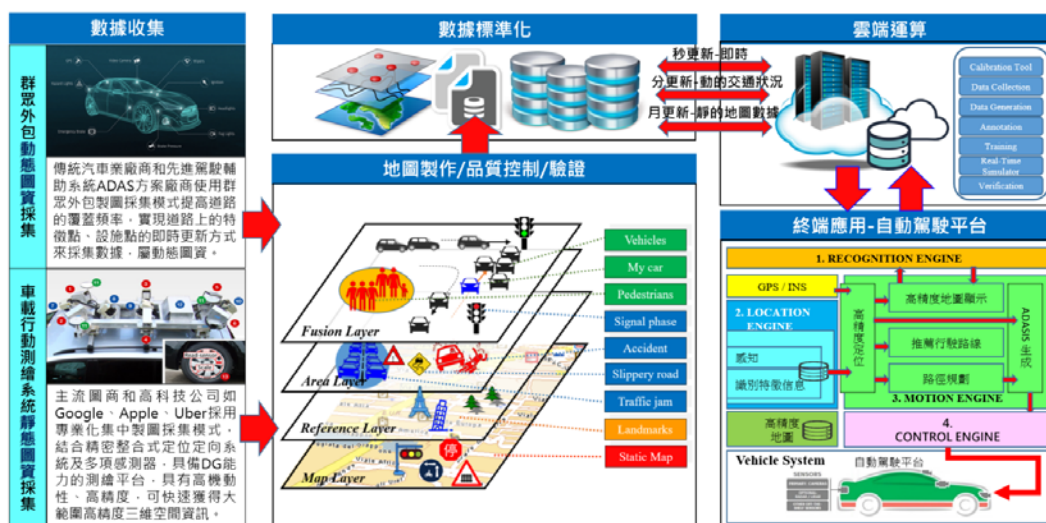 數據收集
群眾外包動態圖資採集
傳統汽車業廠商和先進駕駛輔
助系統ADAS方案廠商使用群
眾外包製圖採集模式提高道路
的覆蓋頻率，實現道路上的特
徵點、設施點的即時更新方式
來採集數據，屬動態圖資。
車載行動測繪系統靜態圖資採集
主流圖商和高科技公司如
Google、Apple、Uber採用
專業化集中製圖採集模式，
結合精密整合式定位定向系
統及多項感測器，具備DG能
力的測繪平台，具有高機動
性、高精度，可快速獲得大
範圍高精度三維空間資訊。
數據標準化
秒更新-即時
分更新-動的交通狀況
月更新-靜的地圖數據
雲端運算
Calibration Tool
Data Collection
Data Generation
Annotation
Training
Real-Time
Simulator
Verification
地圖製作/品質控制/驗證
Fusion Layer
Area Layer
Reference Layer
Map Layer
停
Vehicles
My car
Pedestrians
Signal phase
Accident
Slippery road
Traffic jam
Landmarks
Static Map
終端應用-自動駕駛平台
1. RECOGNITION ENGINE
GPS / INS
2. LOCATION
ENGINE
感知
識別特徵信息
高精度
地圖
高精度定位
高精度地圖顯示
推薦行駛路線
路徑規劃
ADASIS 生成
3. MOTION ENGINE
4.
CONTROL ENGINE
Vehicle System
自動駕駛平台
SENSORS